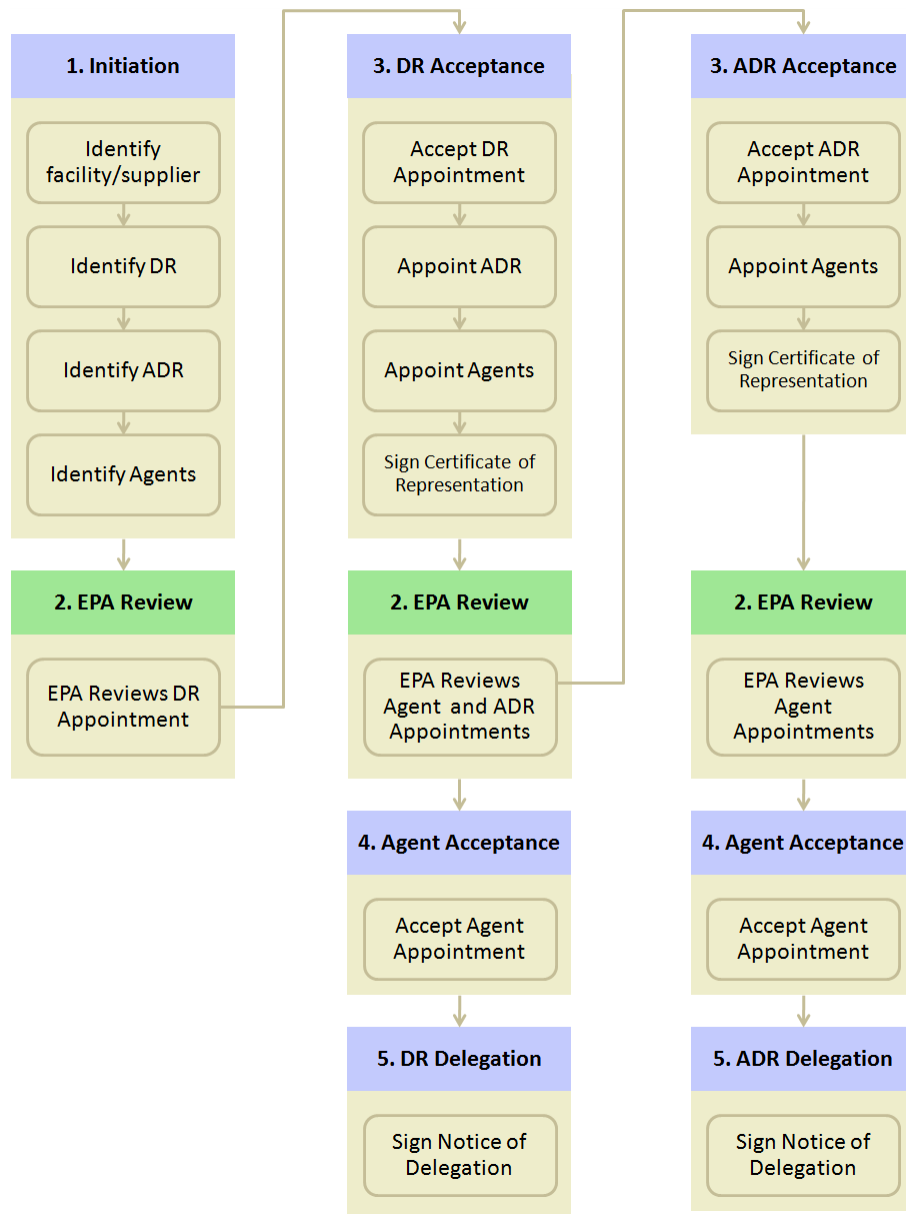 1. Initiation
Identify
facility/supplier
Identify DR
Identify ADR
Identify Agents
2. EPA Review
EPA Reviews DR
Appointment
3. DR Acceptance
Accept DR
Appointment
Appoint ADR
Appoint Agents
Sign Certificate of
Representation
2. EPA Review
EPA Reviews
Agent and ADR
Appointments
4. Agent Acceptance
Accept Agent
Appointment
5. DR Delegation
Sign Notice of
Delegation
3. ADR Acceptance
Accept ADR
Appointment
Appoint Agents
Sign Certificate of
Representation
2. EPA Review
EPA Reviews
Agent
Appointments
4. Agent Acceptance
Accept Agent
Appointment
5. ADR Delegation
Sign Notice of
Delegation